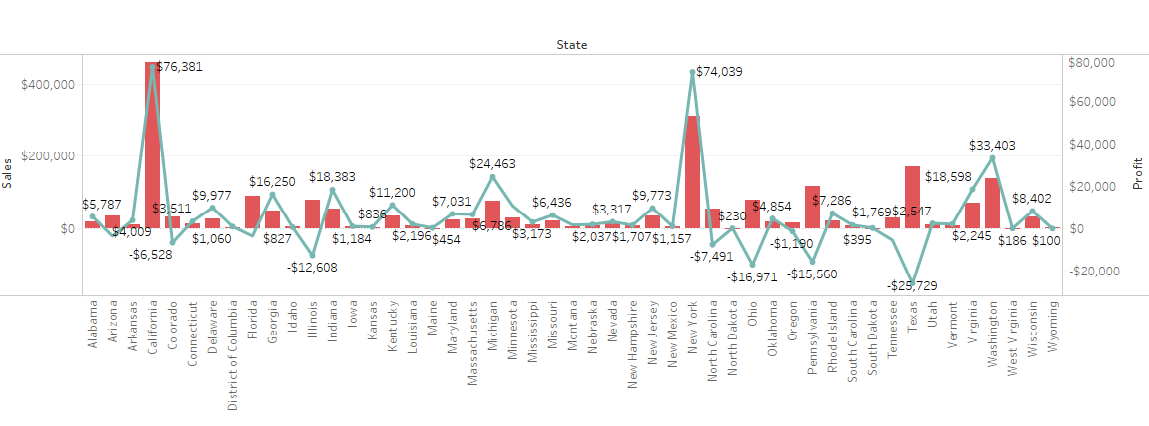 State
$400,000
$200,000
$0
Sales
$80,000
$60,000
$40,000
$20,000
$0
-$20,000
Profit
$5,787
$4,009
$76,381
-$6,528
$3,511
$9,977
$1,060
$16,250
$827
-$12,608
$18,383
$1,184
$836
$11,200
$2,196
$454
$7,031
$6,786
$24,463
$3,173
$6,436
$2,037
$3,317
$1,707
$9,773
$1,157
$74,039
-$7,491
$230
-$16,971
$4,854
-$1,190
-$15,560
$7,286
$395
$1,769
$2,547
-$25,729
$2,245
$18,598
$33,403
$186
$8,402
$100
Alabama
Arizona
Arkansas
California
Colorado
Connecticut
Delaware
District of Columbia
Florida
Georgia
Idaho
Illinois
Indiana
Iowa
Kansas
Kentucky
Louisiana
Maine
Maryland
Massachusetts
Michigan
Minnesota
Mississippi
Missouri
Montana
Nebraska
Nevada
New Hampshire
New Jersey
New Mexico
New York
North Carolina
North Dakota
Ohio
Oklahoma
Oregon
Pennsylvania
Rhode Island
South Carolina
South Dakota
Tennessee
Texas
Utah
Vermont
Virginia
Washington
West Virginia
Wisconsin
Wyoming